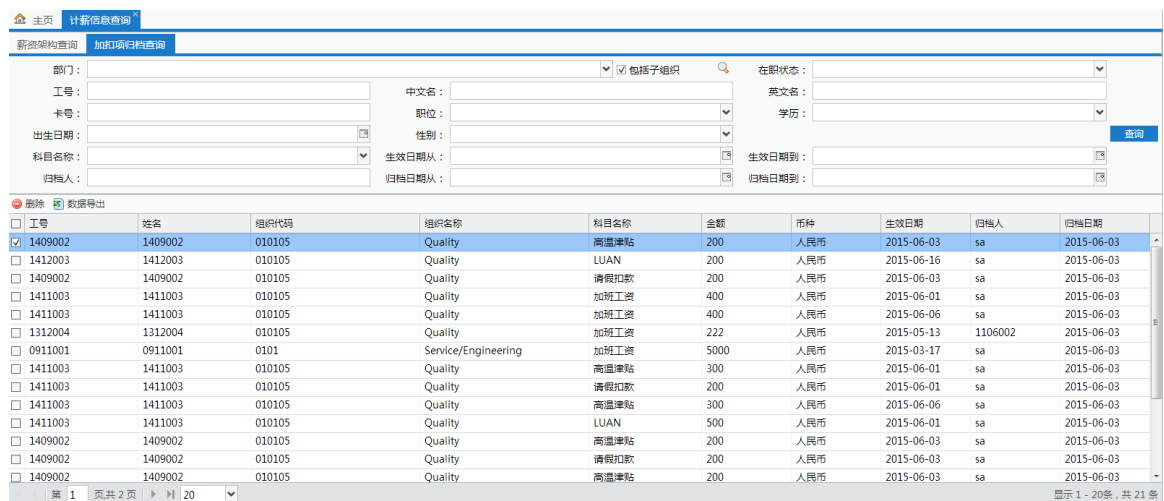 主页 计薪信息查询 ×
薪资架构查询 加扣项归档查询
部门： 包括子组织 在职状态：
工号： 中文名： 英文名：
卡号： 职位： 学历：
出生日期： 性别： 查询
科目名称： 生效日期从： 生效日期到：
归档人： 归档日期从： 归档日期到：
删除 数据导出
工号 姓名 组织代码 组织名称 科目名称 金额 币种 生效日期 归档人 归档日期
1409002 1409002 010105 Quality 高温津贴 200 人民币 2015-06-03 sa 2015-06-03
1412003 1412003 010105 Quality LUAN 200 人民币 2015-06-16 sa 2015-06-03
1409002 1409002 010105 Quality 请假扣款 200 人民币 2015-06-03 sa 2015-06-03
1411003 1411003 010105 Quality 加班工资 400 人民币 2015-06-01 sa 2015-06-03
1411003 1411003 010105 Quality 加班工资 400 人民币 2015-06-06 sa 2015-06-03
1312004 1312004 010105 Quality 加班工资 222 人民币 2015-05-13 1106002 2015-06-03
0911001 0911001 0101 Service/Engineering 加班工资 5000 人民币 2015-03-17 sa 2015-06-03
1411003 1411003 010105 Quality 高温津贴 300 人民币 2015-06-01 sa 2015-06-03
1411003 1411003 010105 Quality 请假扣款 200 人民币 2015-06-01 sa 2015-06-03
1411003 1411003 010105 Quality 高温津贴 300 人民币 2015-06-06 sa 2015-06-03
1411003 1411003 010105 Quality LUAN 500 人民币 2015-06-01 sa 2015-06-03
1409002 1409002 010105 Quality 高温津贴 200 人民币 2015-06-03 sa 2015-06-03
1409002 1409002 010105 Quality 请假扣款 200 人民币 2015-06-03 sa 2015-06-03
1409002 1409002 010105 Quality 高温津贴 200 人民币 2015-06-03 sa 2015-06-03
第 1 页,共 2 页 20 显示 1 - 20条，共 21 条